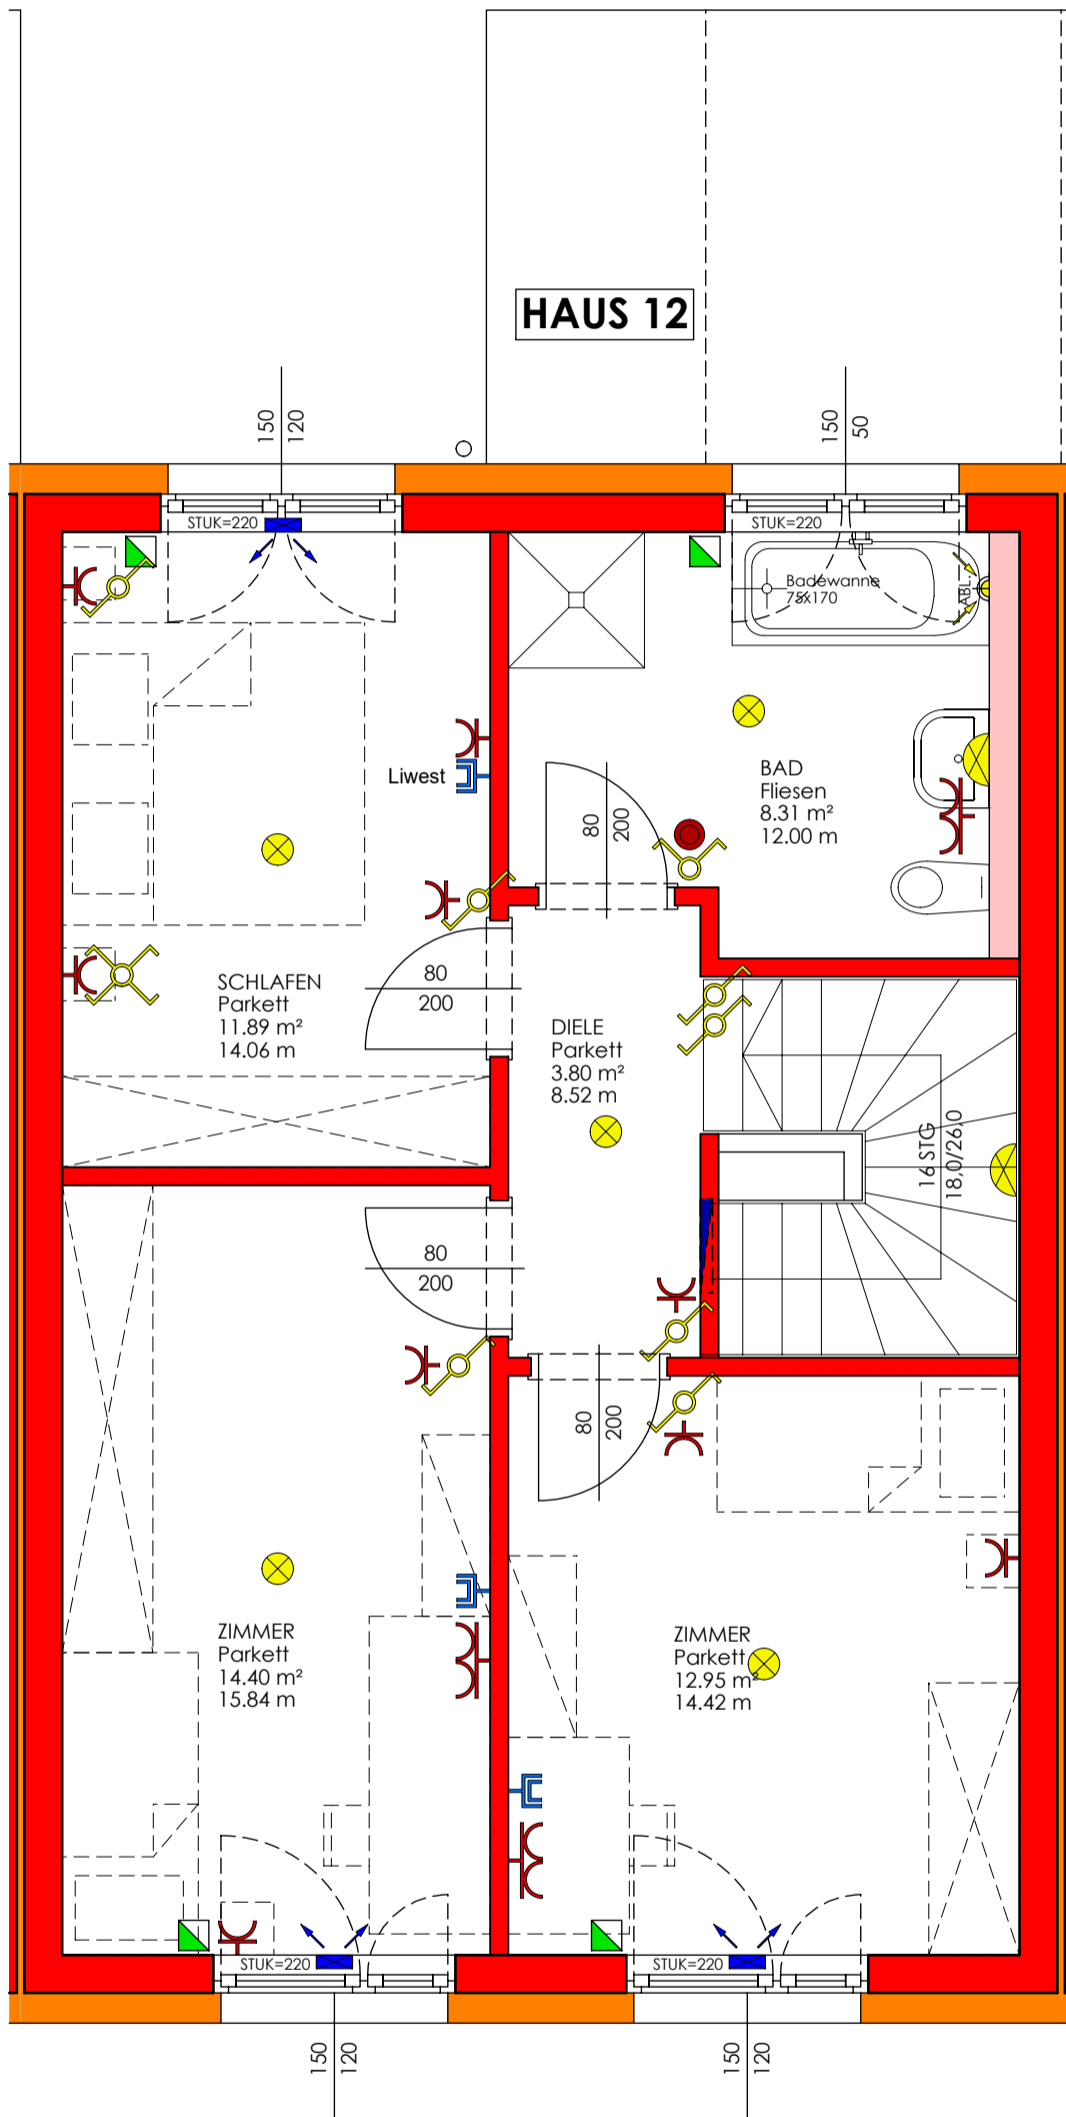 HAUS 12
150
120
150
50
STUK=220
STUK=220
Badewanne
75x170
ABL.
Liwest
BAD
Fliesen
8.31 m²
12.00 m
80
200
SCHLAFEN
Parkett
11.89 m²
14.06 m
80
200
DIELE
Parkett
3.80 m²
8.52 m
16 STG
18,0/26,0
80
200
80
200
ZIMMER
Parkett
14.40 m²
15.84 m
ZIMMER
Parkett
12.95 m²
14.42 m
STUK=220
STUK=220
150
120
150
120